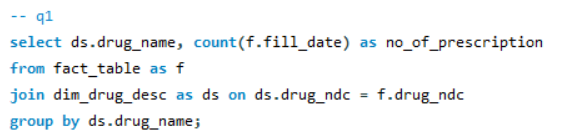 -- q1
select ds.drug_name, count(f.fill_date) as no_of_prescription
from fact_table as f
join dim_drug_desc as ds on ds.drug_ndc = f.drug_ndc
group by ds.drug_name;